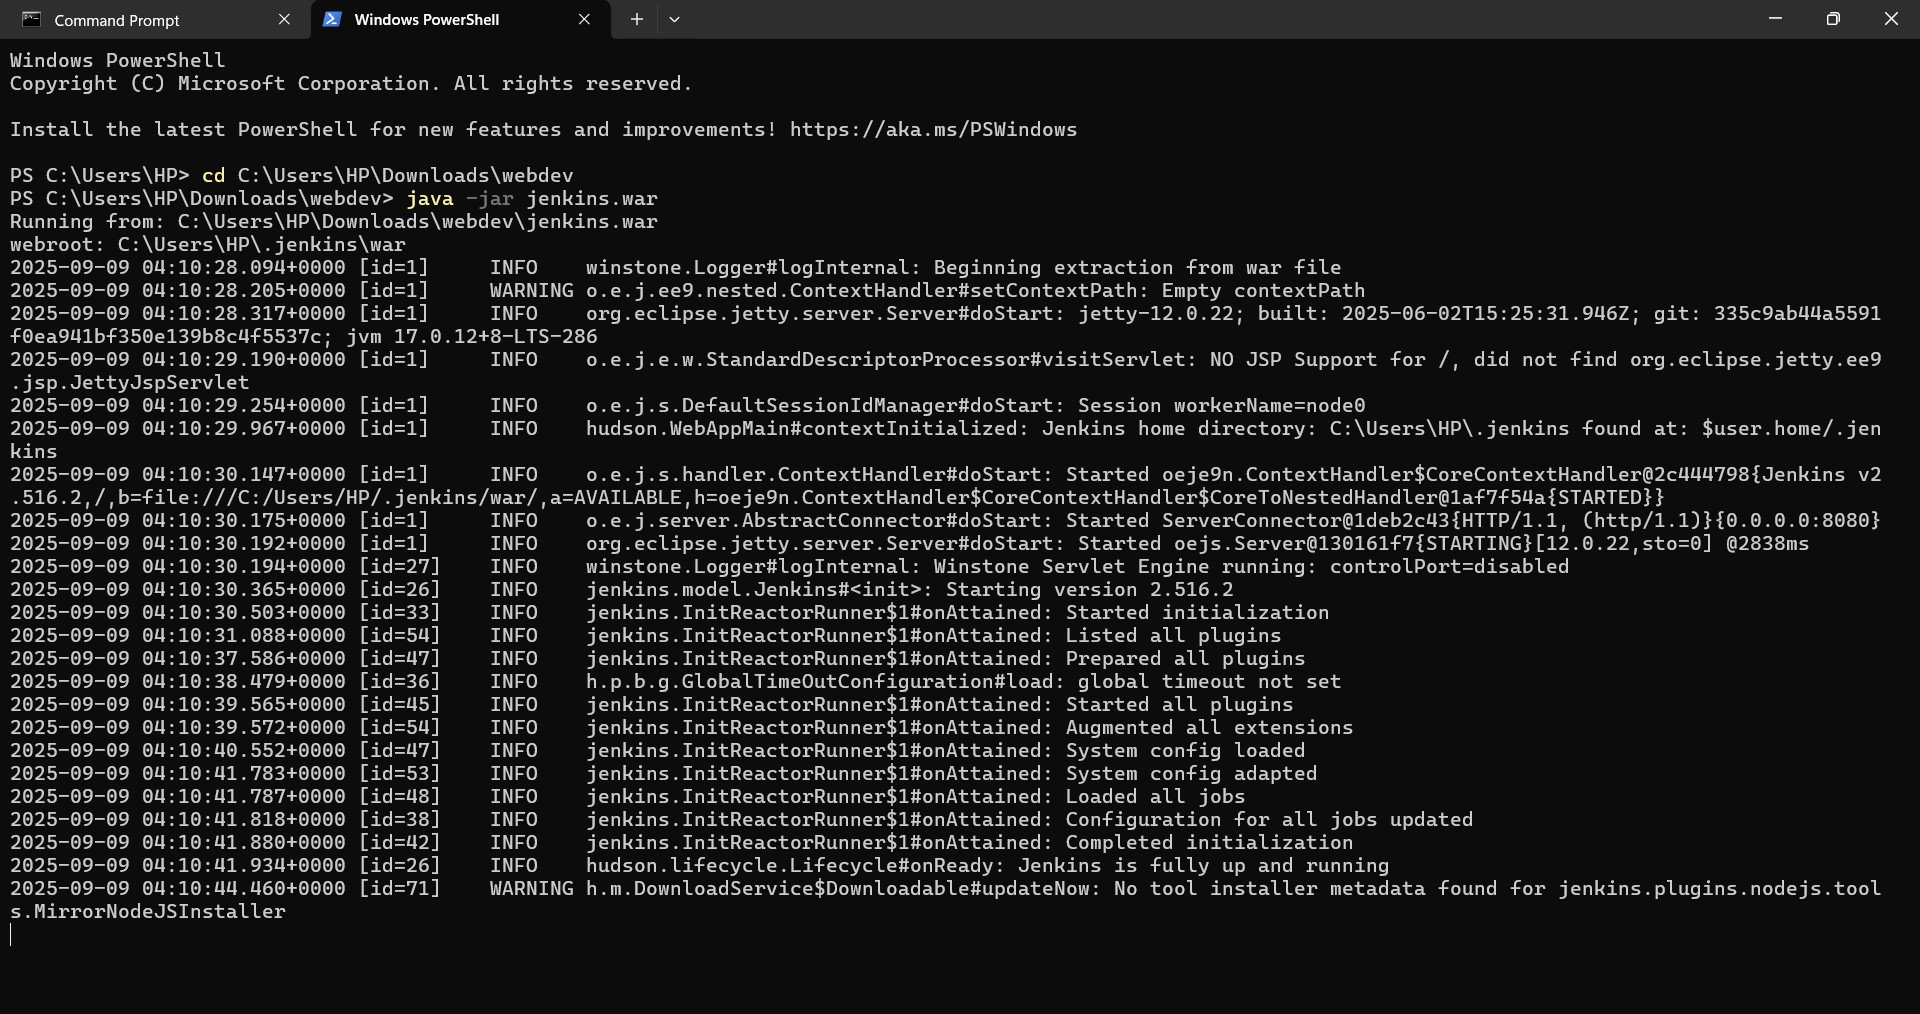 Command Prompt
Windows PowerShell
Windows PowerShell
Copyright (C) Microsoft Corporation. All rights reserved.
Install the latest PowerShell for new features and improvements! https://aka.ms/PSWindows
PS C:\Users\HP> cd C:\Users\HP\Downloads\webdev
PS C:\Users\HP\Downloads\webdev> java -jar jenkins.war
Running from: C:\Users\HP\Downloads\webdev\jenkins.war
webroot: C:\Users\HP\.jenkins\war
2025-09-09 04:10:28.094+0000 [id=1]     INFO    winstone.Logger#logInternal: Beginning extraction from war file
2025-09-09 04:10:28.205+0000 [id=1]     WARNING o.e.j.ee9.nested.ContextHandler#setContextPath: Empty contextPath
2025-09-09 04:10:28.317+0000 [id=1]     INFO    org.eclipse.jetty.server.Server#doStart: jetty-12.0.22; built: 2025-06-02T15:25:31.946Z; git: 335c9ab44a5591
f0ea941bf350e139b8c4f5537c; jvm 17.0.12+8-LTS-286
2025-09-09 04:10:29.190+0000 [id=1]     INFO    o.e.j.e.w.StandardDescriptorProcessor#visitServlet: NO JSP Support for /, did not find org.eclipse.jetty.ee9
.jsp.JettyJspServlet
2025-09-09 04:10:29.254+0000 [id=1]     INFO    o.e.j.s.DefaultSessionIdManager#doStart: Session workerName=node0
2025-09-09 04:10:29.967+0000 [id=1]     INFO    hudson.WebAppMain#contextInitialized: Jenkins home directory: C:\Users\HP\.jenkins found at: $user.home/.jen
kins
2025-09-09 04:10:30.147+0000 [id=1]     INFO    o.e.j.s.handler.ContextHandler#doStart: Started oeje9n.ContextHandler$CoreContextHandler@2c444798{Jenkins v2
.516.2,/,b=file:///C:/Users/HP/.jenkins/war/,a=AVAILABLE,h=oeje9n.ContextHandler$CoreContextHandler$CoreToNestedHandler@1af7f54a{STARTED}}
2025-09-09 04:10:30.175+0000 [id=1]     INFO    o.e.j.server.AbstractConnector#doStart: Started ServerConnector@1deb2c43{HTTP/1.1, (http/1.1)}{0.0.0.0:8080}
2025-09-09 04:10:30.192+0000 [id=1]     INFO    org.eclipse.jetty.server.Server#doStart: Started oejs.Server@130161f7{STARTING}[12.0.22,sto=0] @2838ms
2025-09-09 04:10:30.194+0000 [id=27]    INFO    winstone.Logger#logInternal: Winstone Servlet Engine running: controlPort=disabled
2025-09-09 04:10:30.365+0000 [id=26]    INFO    jenkins.model.Jenkins#<init>: Starting version 2.516.2
2025-09-09 04:10:30.503+0000 [id=33]    INFO    jenkins.InitReactorRunner$1#onAttained: Started initialization
2025-09-09 04:10:31.088+0000 [id=54]    INFO    jenkins.InitReactorRunner$1#onAttained: Listed all plugins
2025-09-09 04:10:37.586+0000 [id=47]    INFO    jenkins.InitReactorRunner$1#onAttained: Prepared all plugins
2025-09-09 04:10:38.479+0000 [id=36]    INFO    h.p.b.g.GlobalTimeOutConfiguration#load: global timeout not set
2025-09-09 04:10:39.565+0000 [id=45]    INFO    jenkins.InitReactorRunner$1#onAttained: Started all plugins
2025-09-09 04:10:39.572+0000 [id=54]    INFO    jenkins.InitReactorRunner$1#onAttained: Augmented all extensions
2025-09-09 04:10:40.552+0000 [id=47]    INFO    jenkins.InitReactorRunner$1#onAttained: System config loaded
2025-09-09 04:10:41.783+0000 [id=53]    INFO    jenkins.InitReactorRunner$1#onAttained: System config adapted
2025-09-09 04:10:41.787+0000 [id=48]    INFO    jenkins.InitReactorRunner$1#onAttained: Loaded all jobs
2025-09-09 04:10:41.818+0000 [id=38]    INFO    jenkins.InitReactorRunner$1#onAttained: Configuration for all jobs updated
2025-09-09 04:10:41.880+0000 [id=42]    INFO    jenkins.InitReactorRunner$1#onAttained: Completed initialization
2025-09-09 04:10:41.934+0000 [id=26]    INFO    hudson.lifecycle.Lifecycle#onReady: Jenkins is fully up and running
2025-09-09 04:10:44.460+0000 [id=71]    WARNING h.m.DownloadService$Downloadable#updateNow: No tool installer metadata found for jenkins.plugins.nodejs.tool
s.MirrorNodeJSInstaller